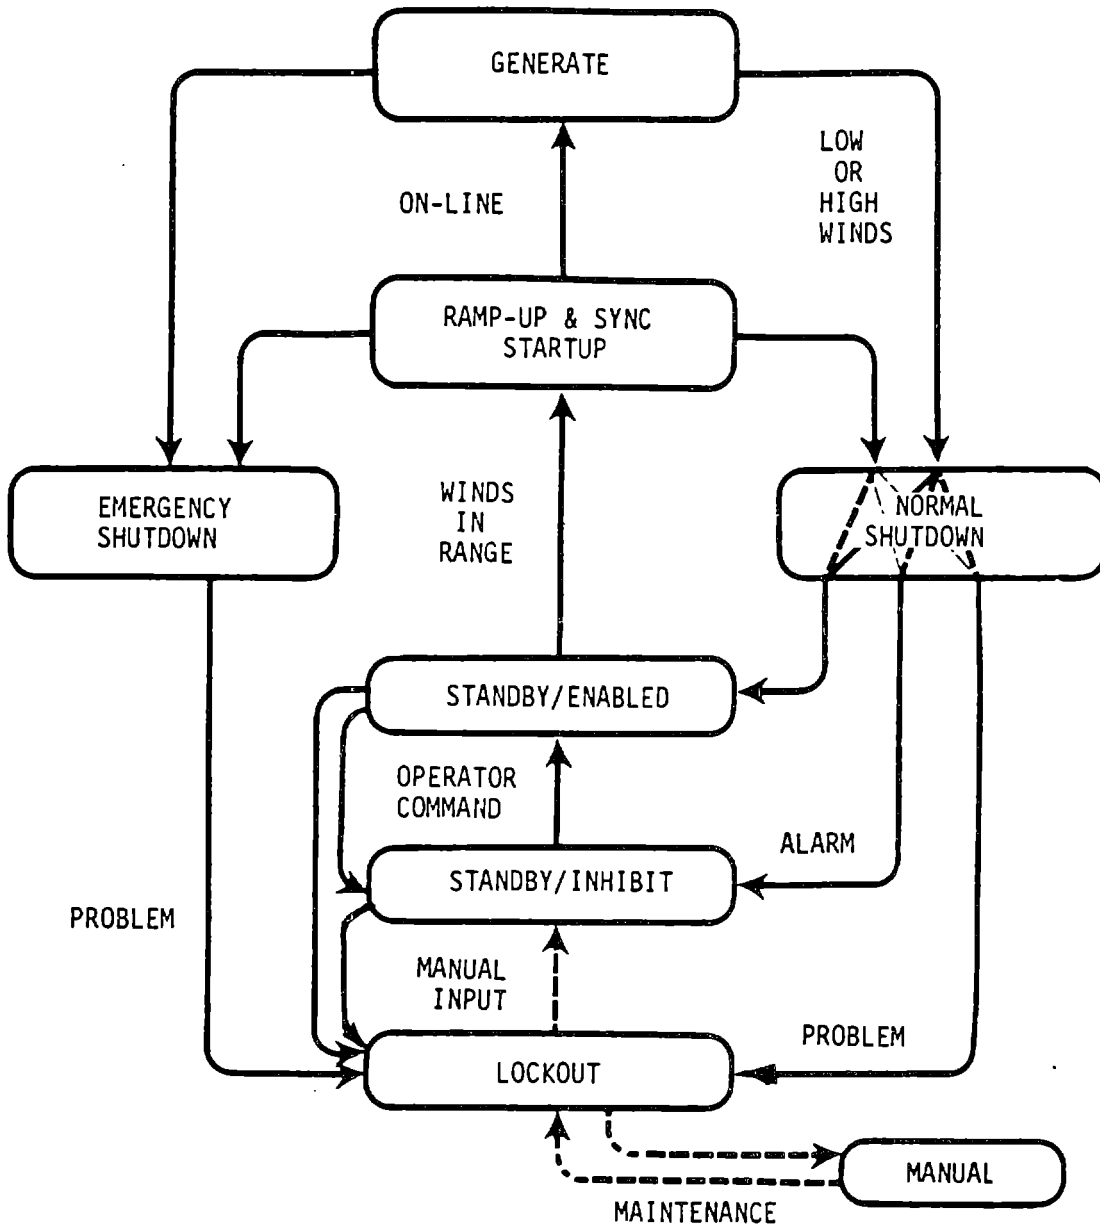 GENERATE
LOW
OR
HIGH
WINDS
ON-LINE
RAMP-UP & SYNC
STARTUP
EMERGENCY
SHUTDOWN
WINDS
IN
RANGE
NORMAL
SHUTDOWN
STANDBY/ENABLED
OPERATOR
COMMAND
ALARM
STANDBY/INHIBIT
PROBLEM
MANUAL
INPUT
PROBLEM
LOCKOUT
MANUAL
MAINTENANCE